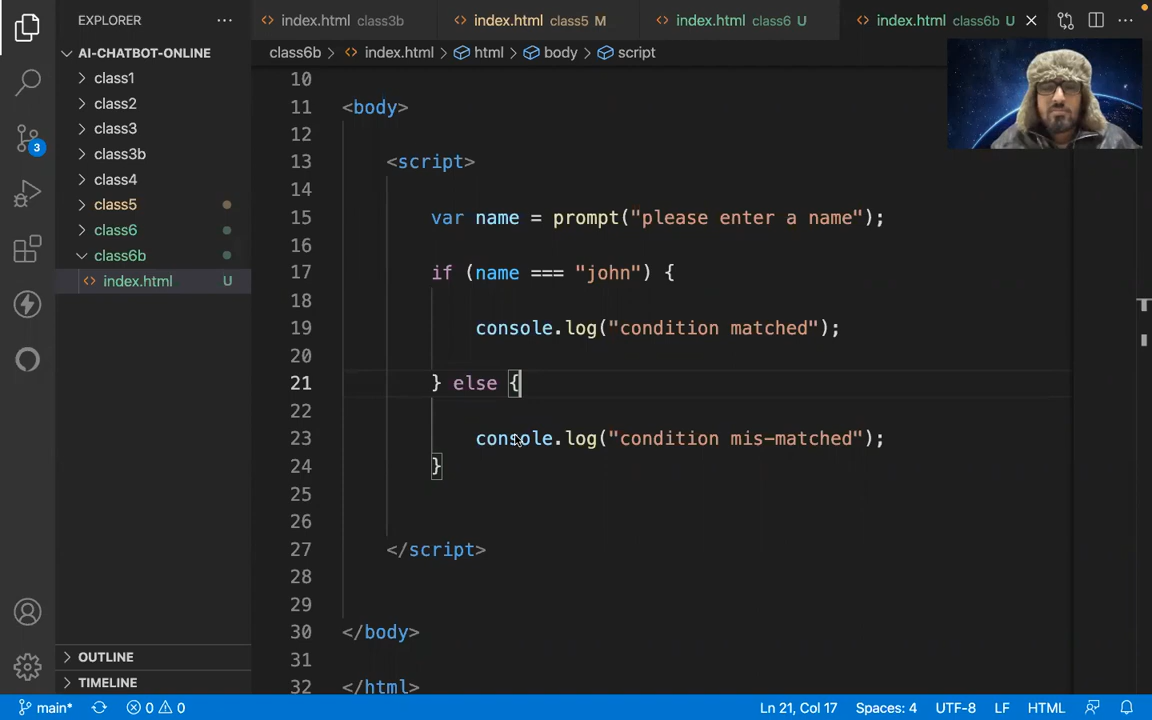 EXPLORER
index.html class3b
index.html class5 M
index.html class6 U
index.html class6b U
AI-CHATBOT-ONLINE
class6b > index.html > html > body > script
class1
class2
class3
class3b
class4
class5
class6
class6b
index.html U
3
10
11 <body>
12
13 <script>
14
15 var name = prompt("please enter a name");
16
17 if (name === "john") {
18
19 console.log("condition matched");
20
21 } else {
22
23 console.log("condition mis-matched");
24 }
25
26
27 </script>
28
29
30 </body>
31
32 </html>
OUTLINE
TIMELINE
main* 0 0 Ln 21, Col 17 Spaces: 4 UTF-8 LF HTML